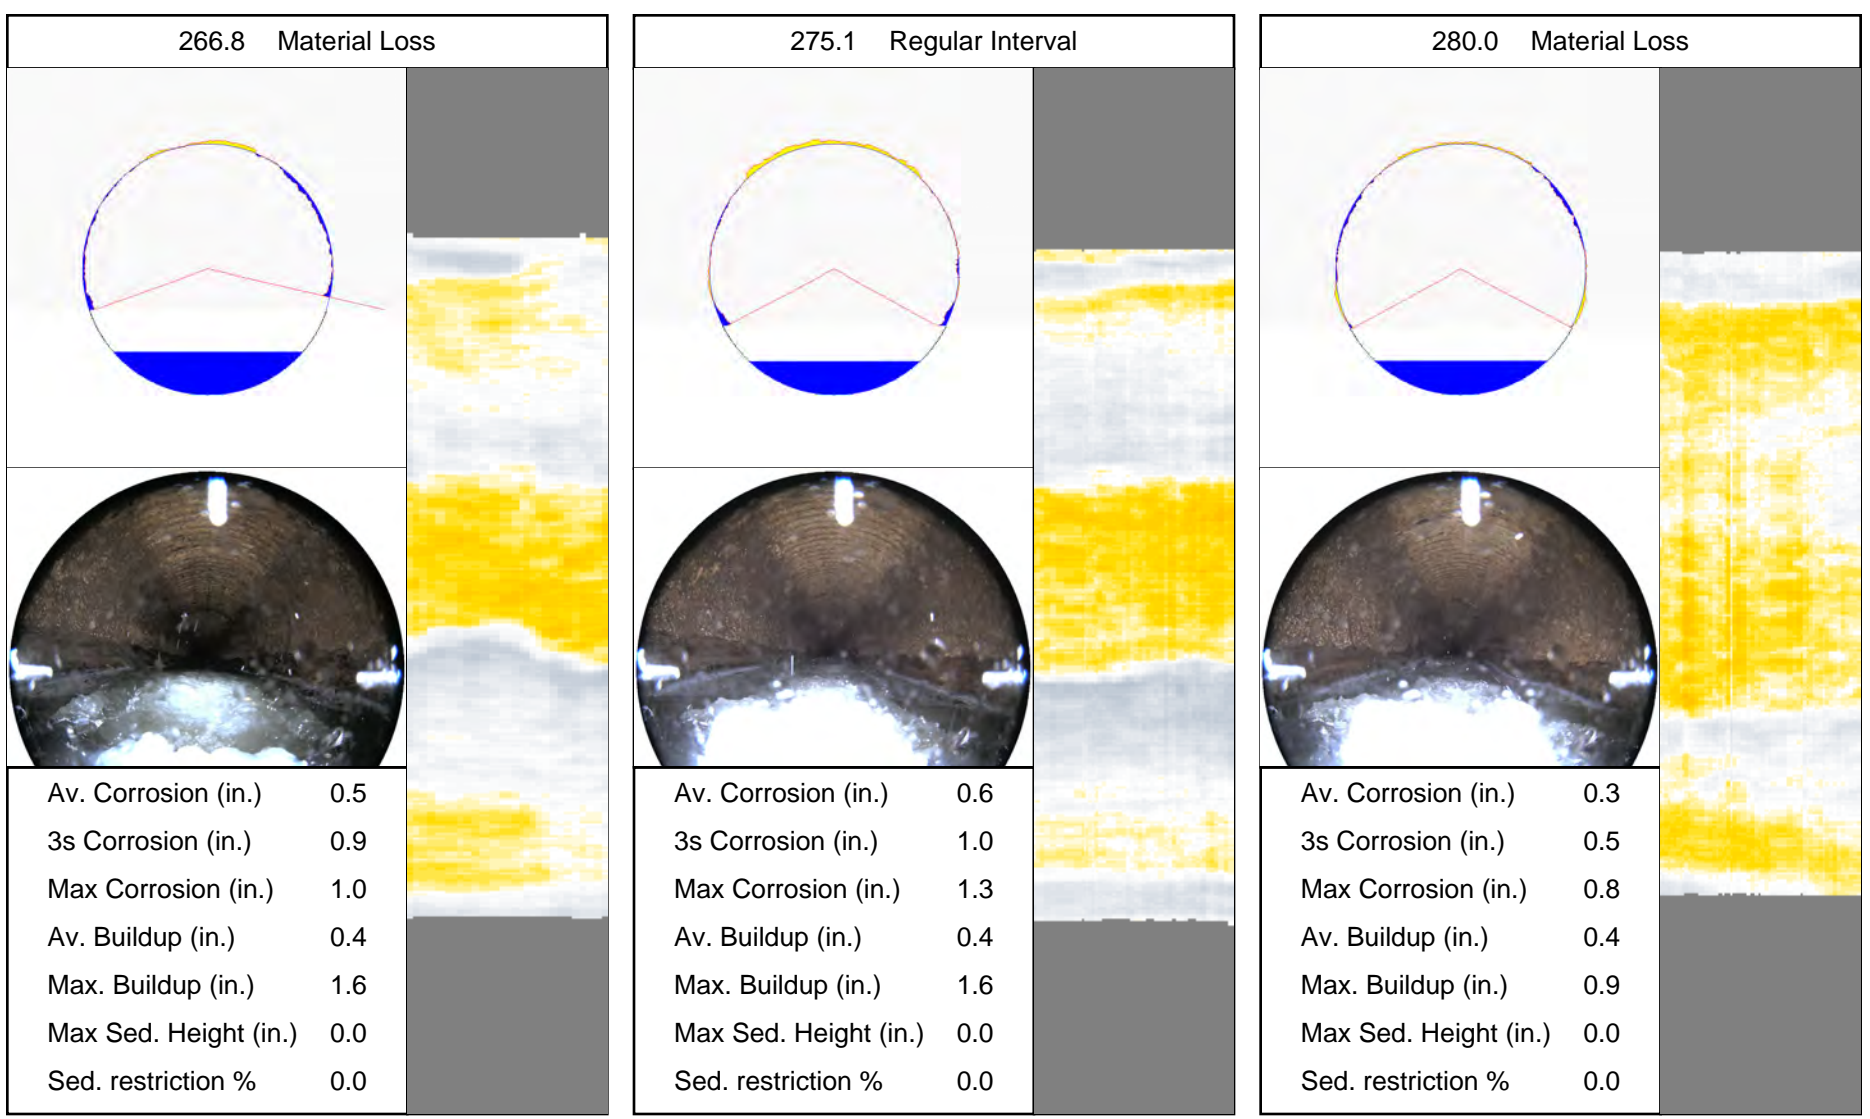 266.8 Material Loss
Av. Corrosion (in.) 0.5
3s Corrosion (in.) 0.9
Max Corrosion (in.) 1.0
Av. Buildup (in.) 0.4
Max. Buildup (in.) 1.6
Max Sed. Height (in.) 0.0
Sed. restriction % 0.0
275.1 Regular Interval
Av. Corrosion (in.) 0.6
3s Corrosion (in.) 1.0
Max Corrosion (in.) 1.3
Av. Buildup (in.) 0.4
Max. Buildup (in.) 1.6
Max Sed. Height (in.) 0.0
Sed. restriction % 0.0
280.0 Material Loss
Av. Corrosion (in.) 0.3
3s Corrosion (in.) 0.5
Max Corrosion (in.) 0.8
Av. Buildup (in.) 0.4
Max. Buildup (in.) 0.9
Max Sed. Height (in.) 0.0
Sed. restriction % 0.0